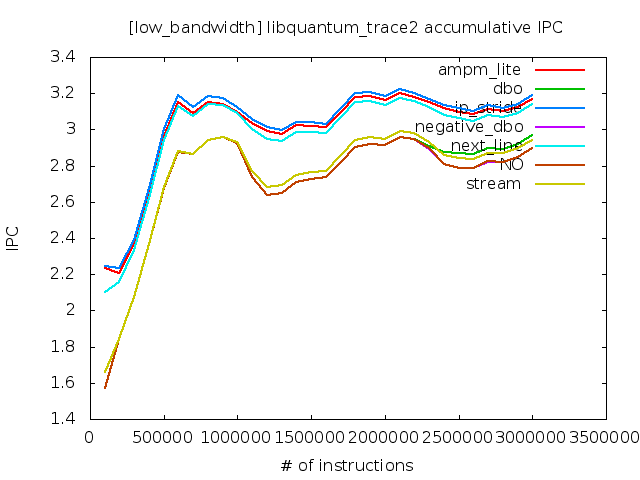 [low_bandwidth] libquantum_trace2 accumulative IPC
3.4
3.2
3
2.8
2.6
2.4
2.2
2
1.8
1.6
1.4
IPC
ampm_lite
dbo
ip_stride
negative_dbo
next_line
NO
stream
0 500000 1000000 1500000 2000000 2500000 3000000 3500000
# of instructions